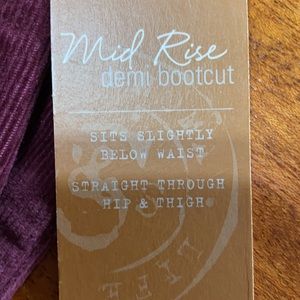 Mid Rise
demi bootcut
SITS SLIGHTLY
BELOW WAIST
STRAIGHT THROUGH
HIP & THIGH